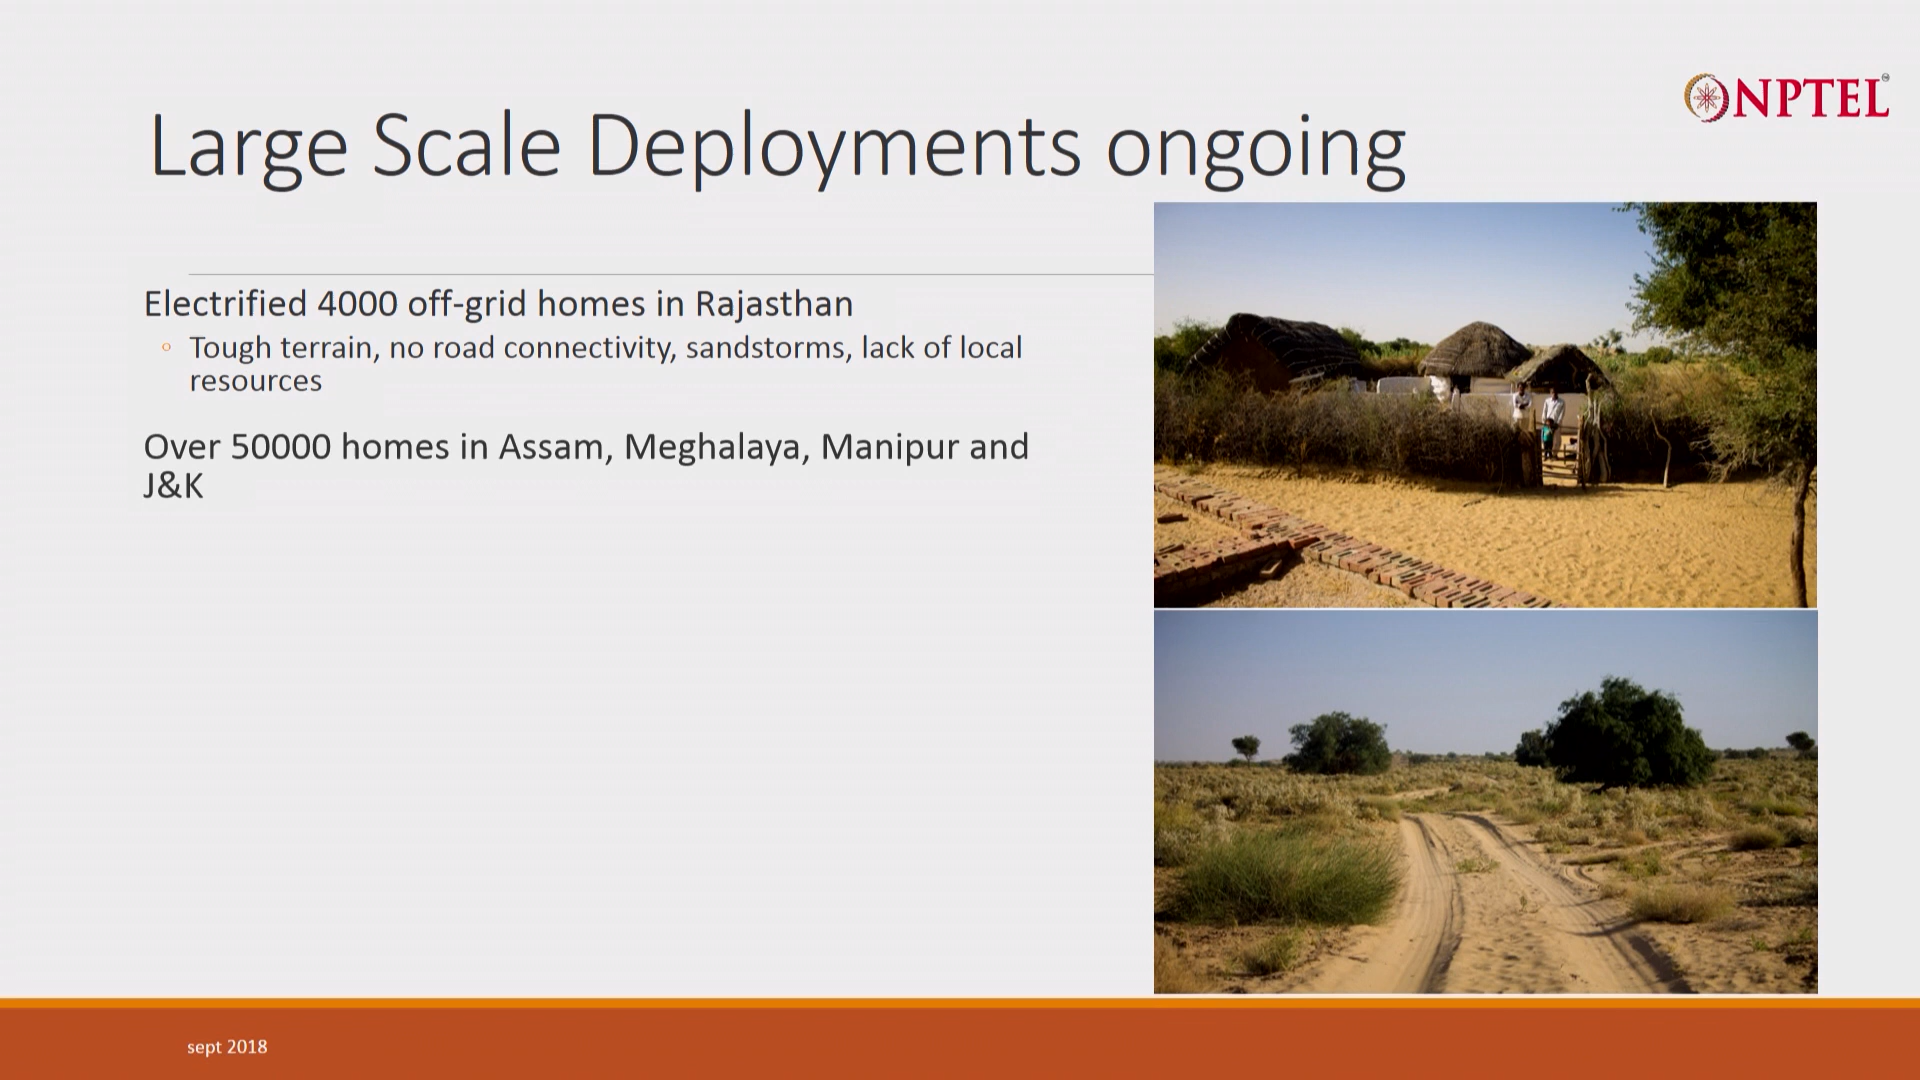 NPTEL
Large Scale Deployments ongoing
Electrified 4000 off-grid homes in Rajasthan
Tough terrain, no road connectivity, sandstorms, lack of local
resources
Over 50000 homes in Assam, Meghalaya, Manipur and
J&K
sept 2018